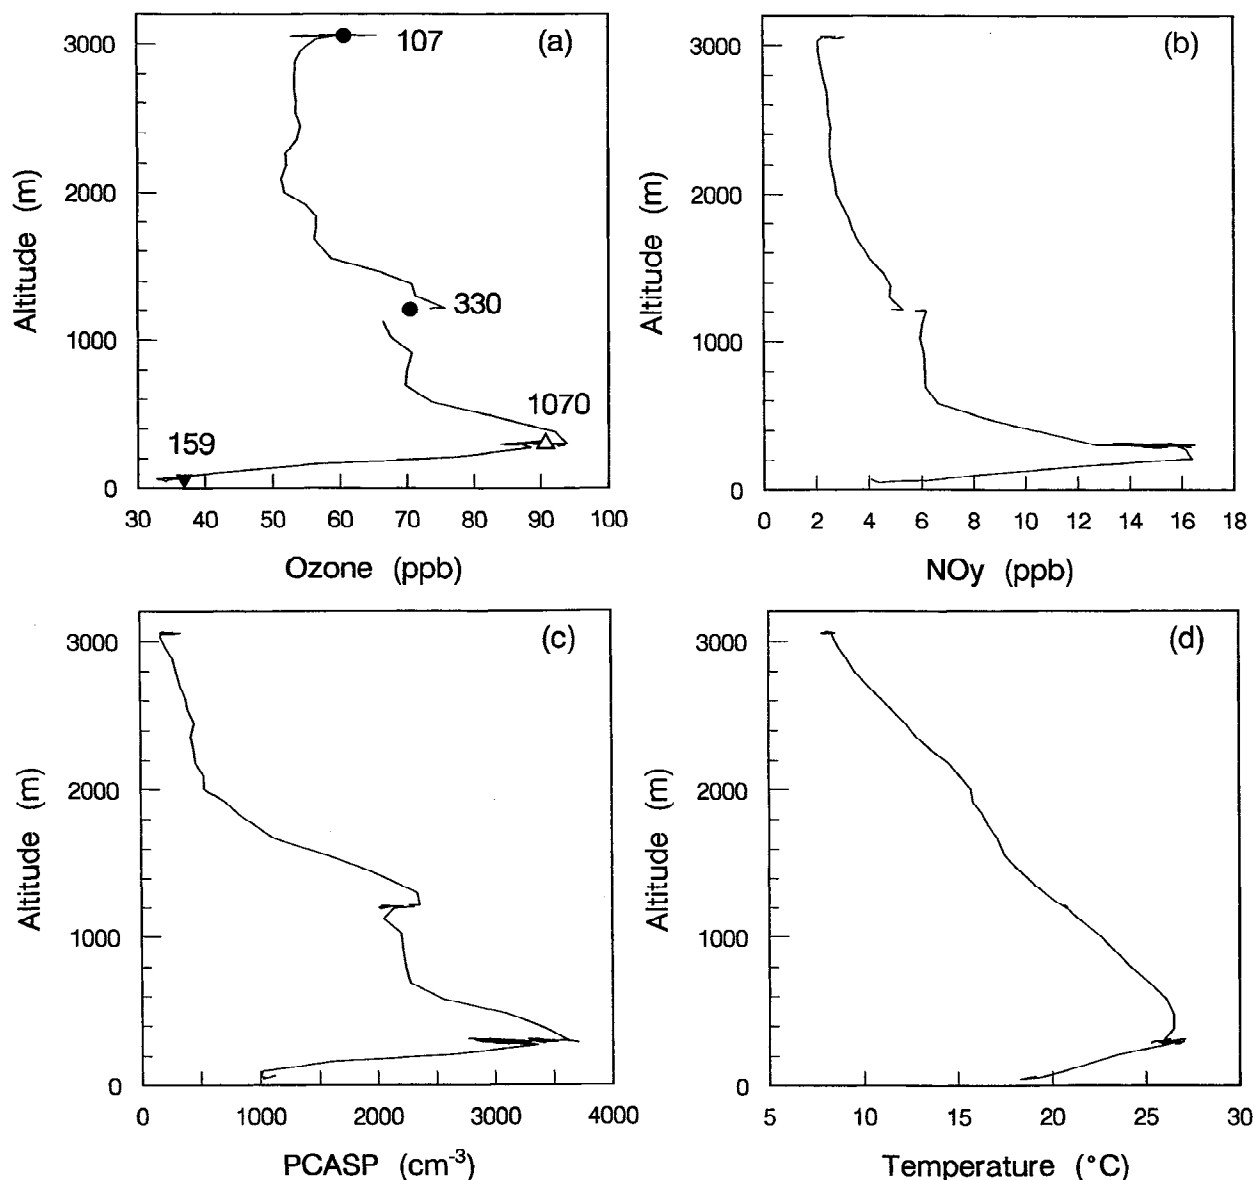 3000
2000
1000
0
Altitude (m)
(a)
107
330
1070
159
30 40 50 60 70 80 90 100
Ozone (ppb)
3000
2000
1000
0
Altitude (m)
(b)
0 2 4 6 8 10 12 14 16 18
NOy (ppb)
3000
2000
1000
0
Altitude (m)
(c)
0 1000 2000 3000 4000
PCASP (cm⁻³)
3000
2000
1000
0
Altitude (m)
(d)
5 10 15 20 25 30
Temperature (°C)